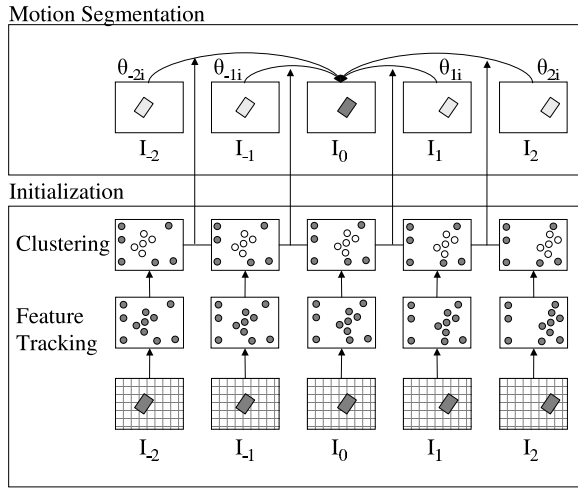 Motion Segmentation
θ-2i θ-1i θ1i θ2i
I-2 I-1 I0 I1 I2
Initialization
Clustering
Feature
Tracking
I-2 I-1 I0 I1 I2